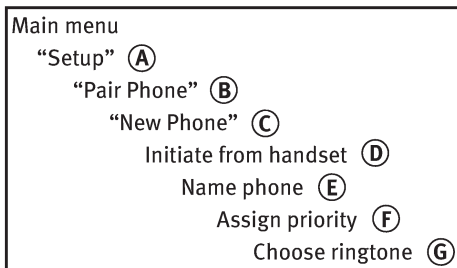 Main menu
“Setup” Ⓐ
“Pair Phone” Ⓑ
“New Phone” Ⓒ
Initiate from handset Ⓓ
Name phone Ⓔ
Assign priority Ⓕ
Choose ringtone Ⓖ